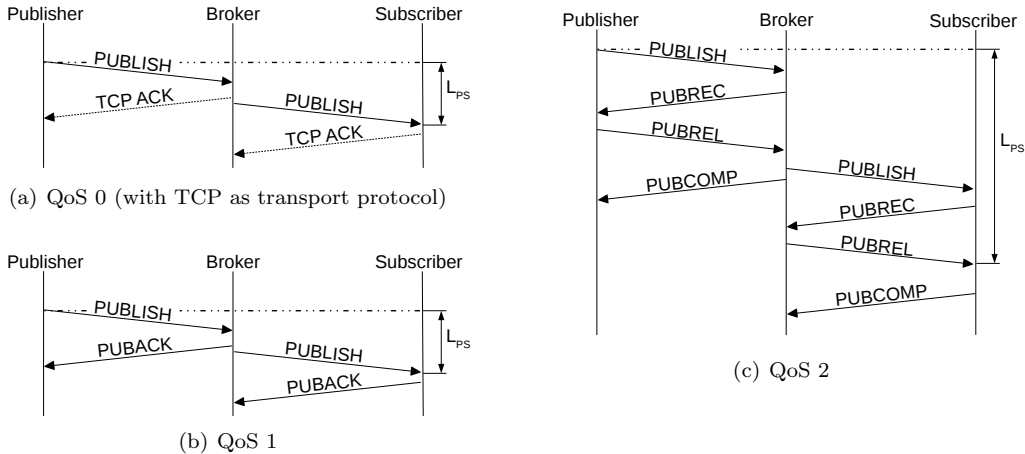 Publisher Broker Subscriber
PUBLISH
TCP ACK
PUBLISH
TCP ACK
L_PS
(a) QoS 0 (with TCP as transport protocol)
Publisher Broker Subscriber
PUBLISH
PUBACK
PUBLISH
PUBACK
L_PS
(b) QoS 1
Publisher Broker Subscriber
PUBLISH
PUBREC
PUBREL
PUBLISH
PUBCOMP
PUBREC
PUBREL
PUBCOMP
L_PS
(c) QoS 2